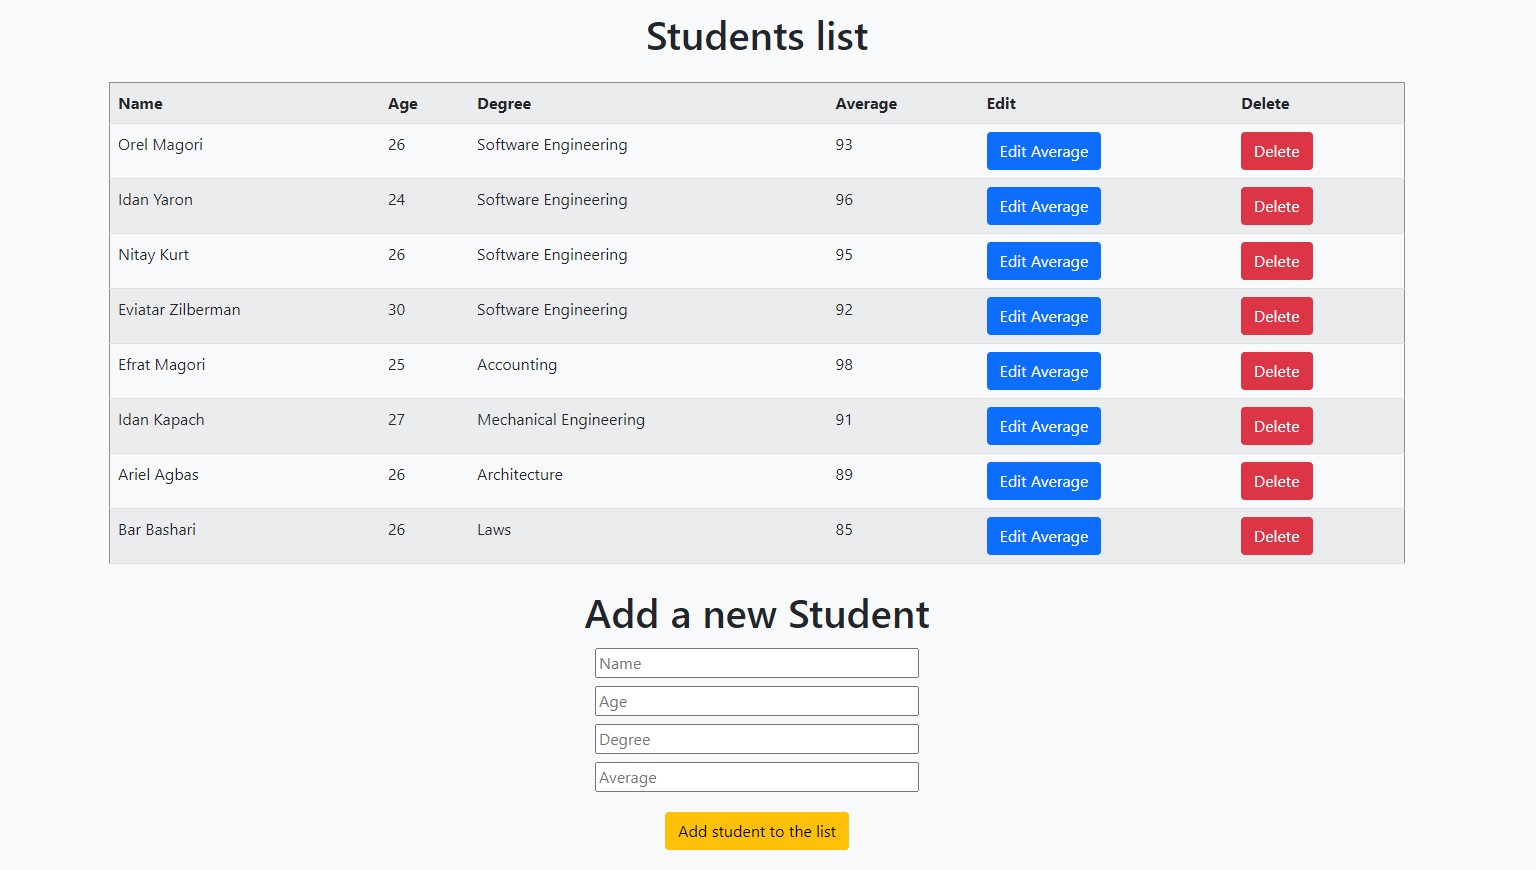 Students list
Name Age Degree Average Edit Delete
Orel Magori 26 Software Engineering 93 Edit Average Delete
Idan Yaron 24 Software Engineering 96 Edit Average Delete
Nitay Kurt 26 Software Engineering 95 Edit Average Delete
Eviatar Zilberman 30 Software Engineering 92 Edit Average Delete
Efrat Magori 25 Accounting 98 Edit Average Delete
Idan Kapach 27 Mechanical Engineering 91 Edit Average Delete
Ariel Agbas 26 Architecture 89 Edit Average Delete
Bar Bashari 26 Laws 85 Edit Average Delete
Add a new Student
Name
Age
Degree
Average
Add student to the list